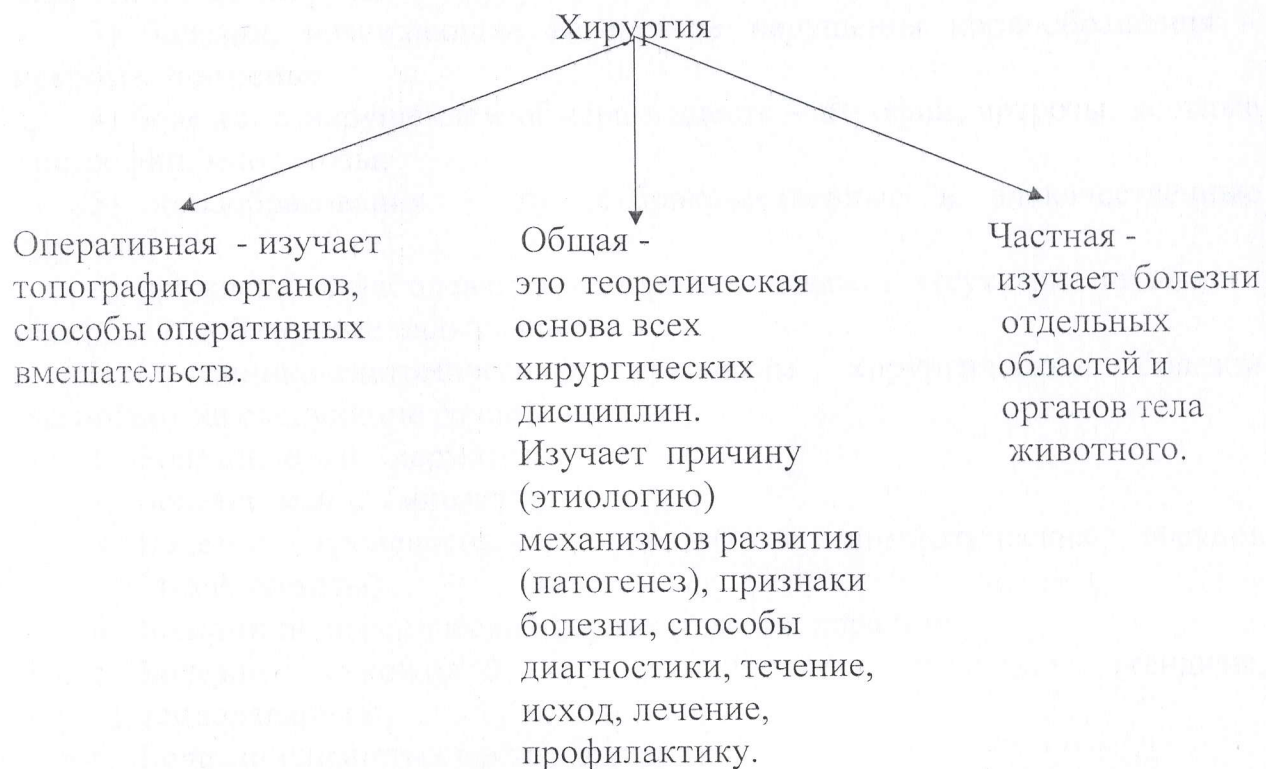 Хирургия
Оперативная - изучает
топографию органов,
способы оперативных
вмешательств.
Общая -
это теоретическая
основа всех
хирургических
дисциплин.
Изучает причину
(этиологию)
механизмов развития
(патогенез), признаки
болезни, способы
диагностики, течение,
исход, лечение,
профилактику.
Частная -
изучает болезни
отдельных
областей и
органов тела
животного.